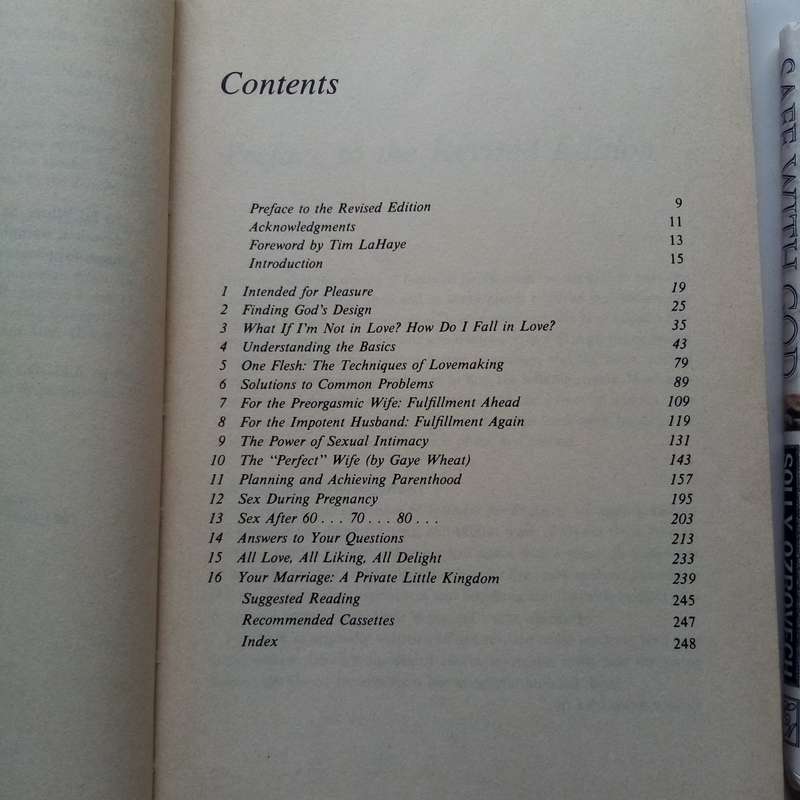 Contents
Preface to the Revised Edition 9
Acknowledgments 11
Foreword by Tim LaHaye 13
Introduction 15
1 Intended for Pleasure 19
2 Finding God's Design 25
3 What If I'm Not in Love? How Do I Fall in Love? 35
4 Understanding the Basics 43
5 One Flesh: The Techniques of Lovemaking 79
6 Solutions to Common Problems 89
7 For the Preorgasmic Wife: Fulfillment Ahead 109
8 For the Impotent Husband: Fulfillment Again 119
9 The Power of Sexual Intimacy 131
10 The "Perfect" Wife (by Gaye Wheat) 143
11 Planning and Achieving Parenthood 157
12 Sex During Pregnancy 195
13 Sex After 60 . . . 70 . . . 80 . . . 203
14 Answers to Your Questions 213
15 All Love, All Liking, All Delight 233
16 Your Marriage: A Private Little Kingdom 239
Suggested Reading 245
Recommended Cassettes 247
Index 248
SAFE WITH GOD
SOLLY OZROVECH